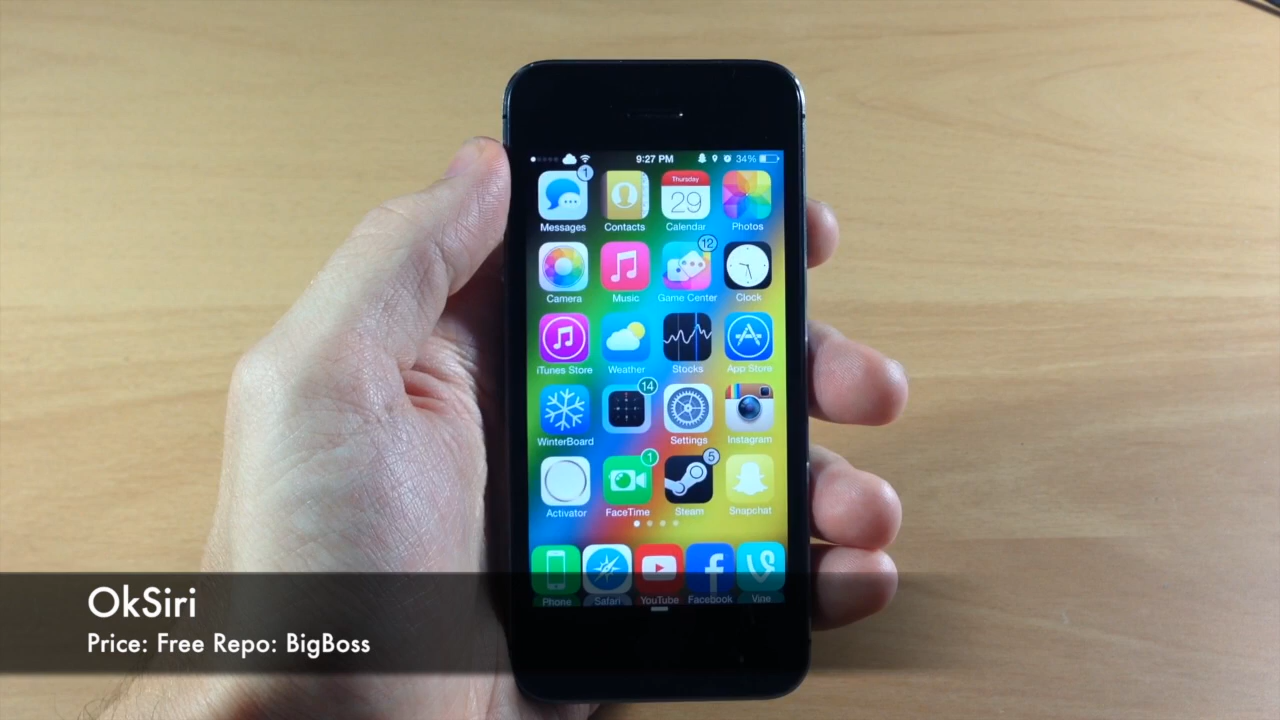 9:27 PM 34%
1
Thursday
29
Messages Contacts Calendar Photos
12
Camera Music Game Center Clock
iTunes Store Weather Stocks App Store
14
WinterBoard Settings Instagram
1 5
Activator FaceTime Steam Snapchat
Phone Safari YouTube Facebook Vine
OkSiri
Price: Free Repo: BigBoss